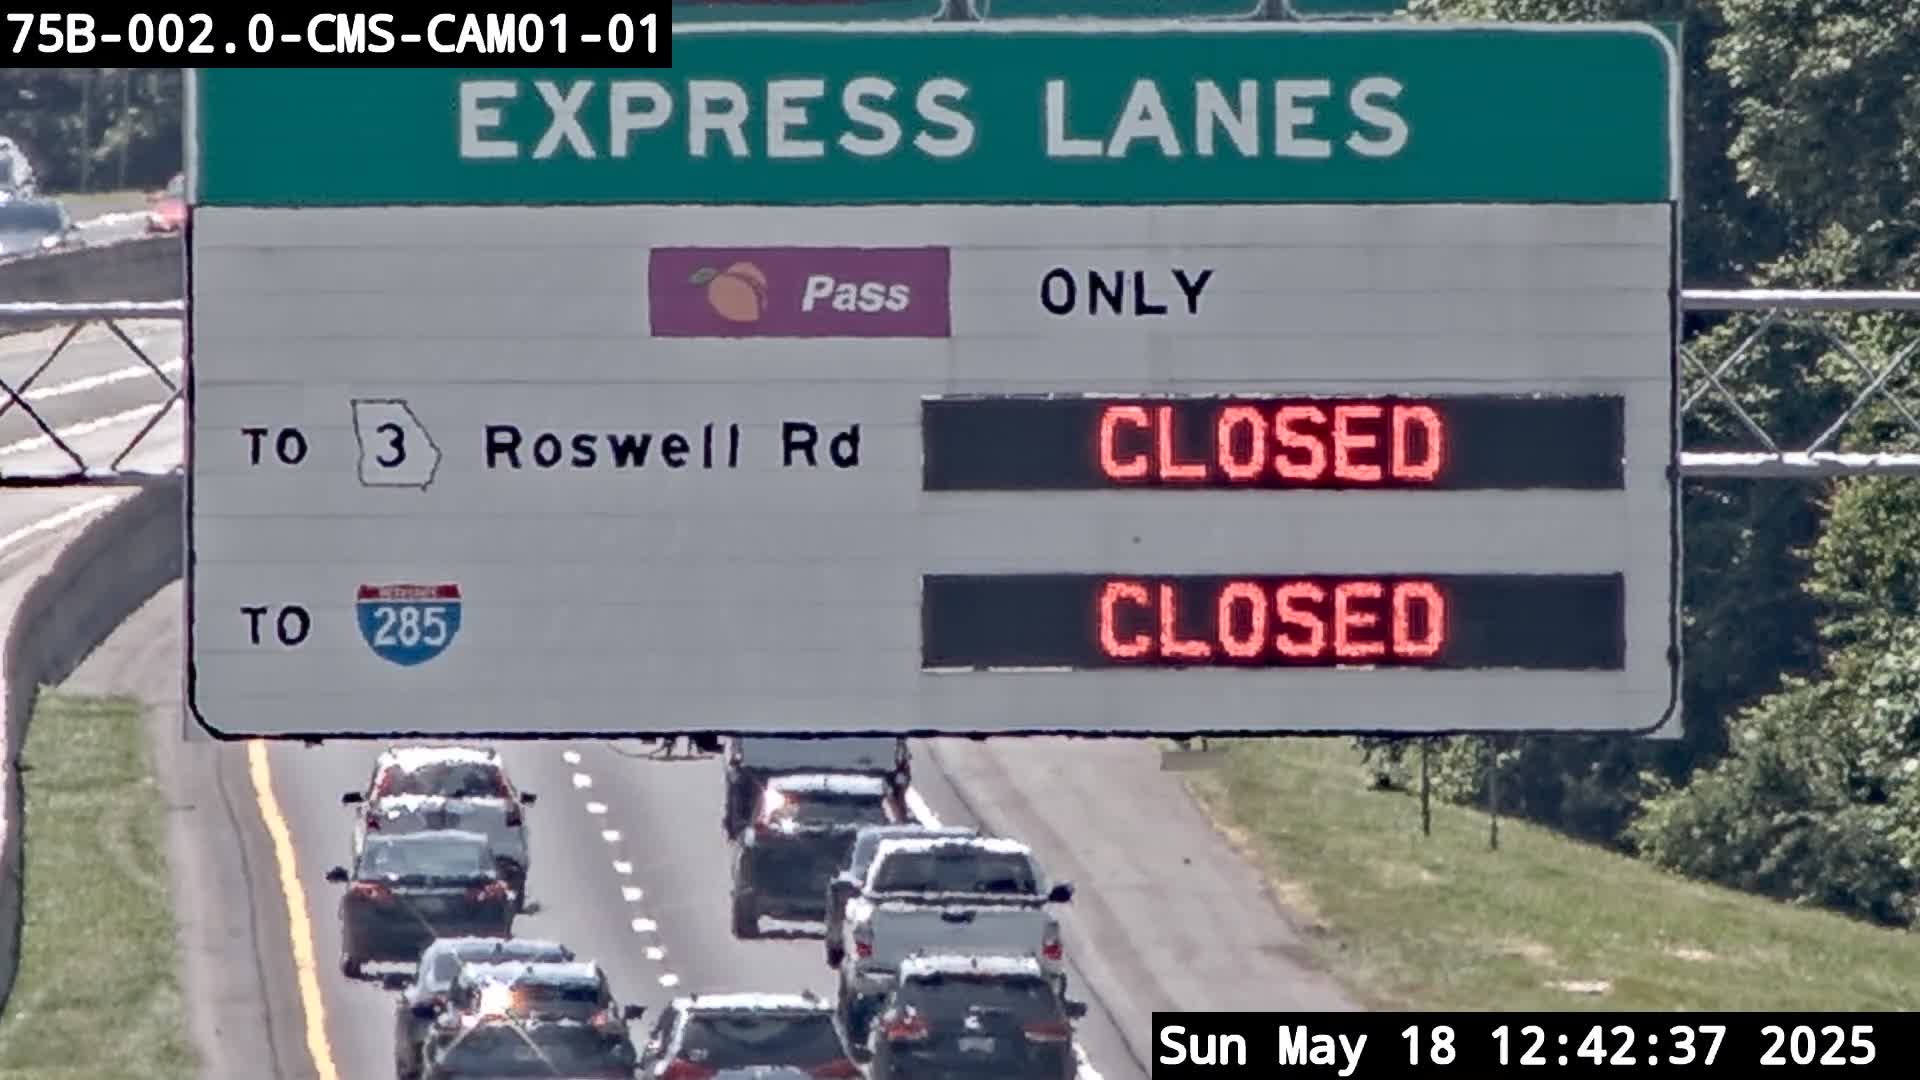 75B-002.0-CMS-CAM01-01
EXPRESS LANES
Pass ONLY
TO 3 Roswell Rd CLOSED
TO INTERSTATE 285 CLOSED
Sun May 18 12:42:37 2025